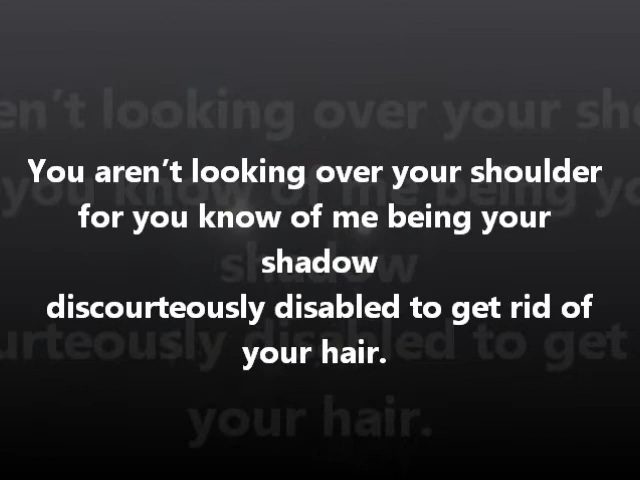 You aren't looking over your shoulder
for you know of me being your
shadow
discourteously disabled to get rid of
your hair.